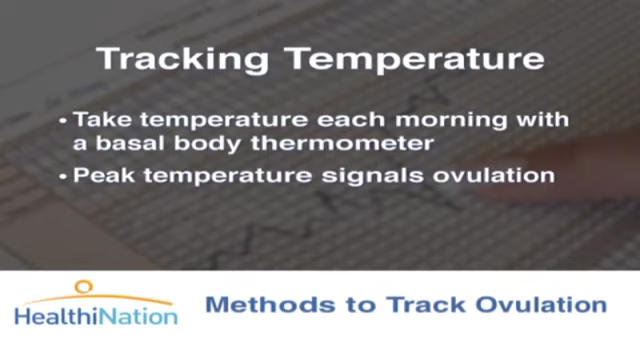 Tracking Temperature
• Take temperature each morning with
a basal body thermometer
• Peak temperature signals ovulation
HealthiNation
Methods to Track Ovulation